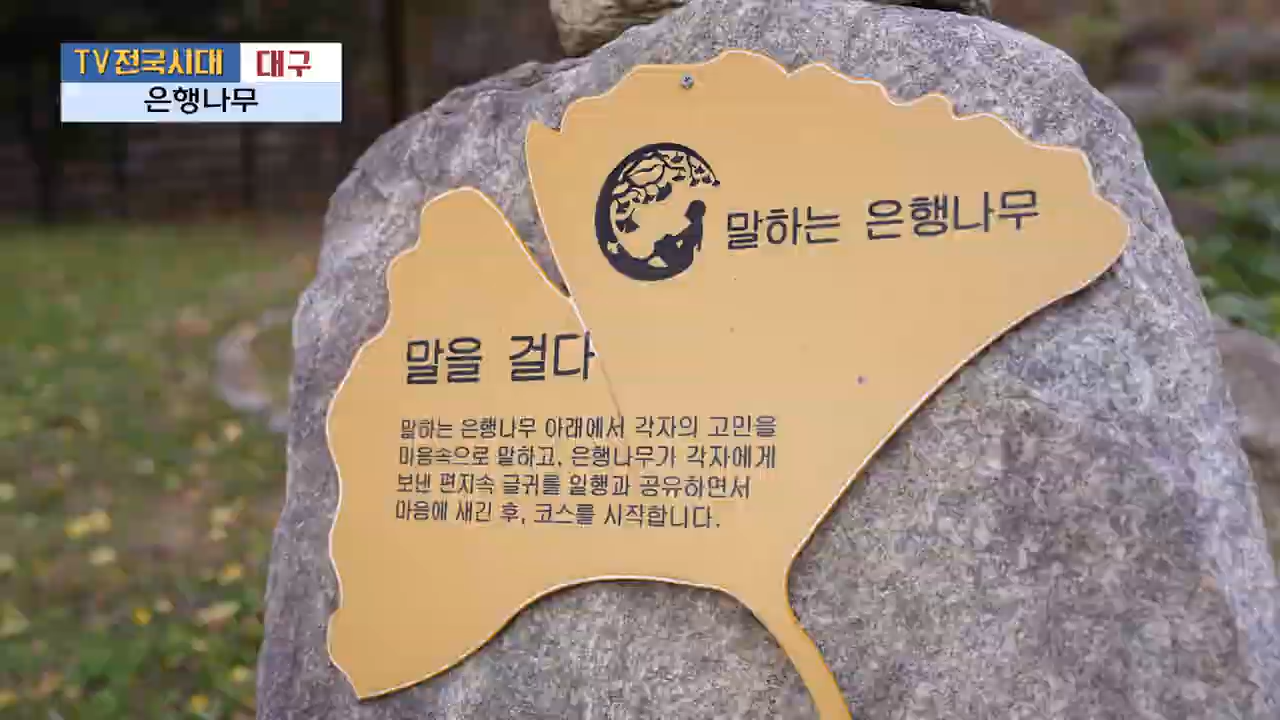 TV전국시대 대구
은행나무
말하는 은행나무
말을 걸다
말하는 은행나무 아래에서 각자의 고민을
마음속으로 말하고, 은행나무가 각자에게
보낸 편지속 글귀를 일행과 공유하면서
마음에 새긴 후, 코스를 시작합니다.